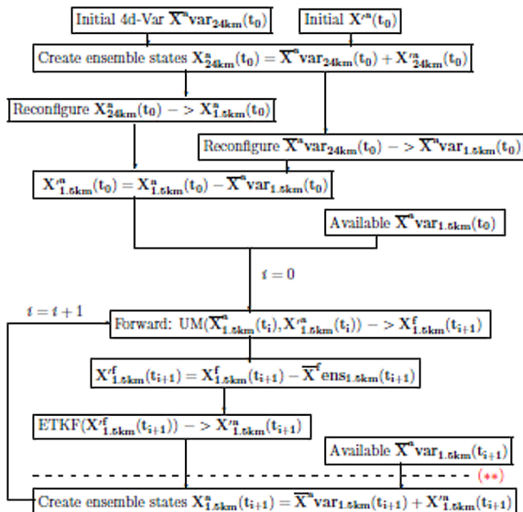 Initial 4d-Var X̅ᵃvar₂₄ₖₘ(t₀)
Initial X′ᵃ(t₀)
Create ensemble states Xᵃ₂₄ₖₘ(t₀) = X̅ᵃvar₂₄ₖₘ(t₀) + X′ᵃ₂₄ₖₘ(t₀)
Reconfigure Xᵃ₂₄ₖₘ(t₀) − > Xᵃ₁.₅ₖₘ(t₀)
Reconfigure X̅ᵃvar₂₄ₖₘ(t₀) − > X̅ᵃvar₁.₅ₖₘ(t₀)
X′ᵃ₁.₅ₖₘ(t₀) = Xᵃ₁.₅ₖₘ(t₀) − X̅ᵃvar₁.₅ₖₘ(t₀)
Available X̅ᵃvar₁.₅ₖₘ(t₀)
i = 0
i = i + 1
Forward: UM(X̅ᵃ₁.₅ₖₘ(tᵢ), X′ᵃ₁.₅ₖₘ(tᵢ)) − > Xᶠ₁.₅ₖₘ(tᵢ₊₁)
X′ᶠ₁.₅ₖₘ(tᵢ₊₁) = Xᶠ₁.₅ₖₘ(tᵢ₊₁) − X̅ᶠens₁.₅ₖₘ(tᵢ₊₁)
ETKF(X′ᶠ₁.₅ₖₘ(tᵢ₊₁)) − > X′ᵃ₁.₅ₖₘ(tᵢ₊₁)
Available X̅ᵃvar₁.₅ₖₘ(tᵢ₊₁)
(**)
Create ensemble states Xᵃ₁.₅ₖₘ(tᵢ₊₁) = X̅ᵃvar₁.₅ₖₘ(tᵢ₊₁) + X′ᵃ₁.₅ₖₘ(tᵢ₊₁)